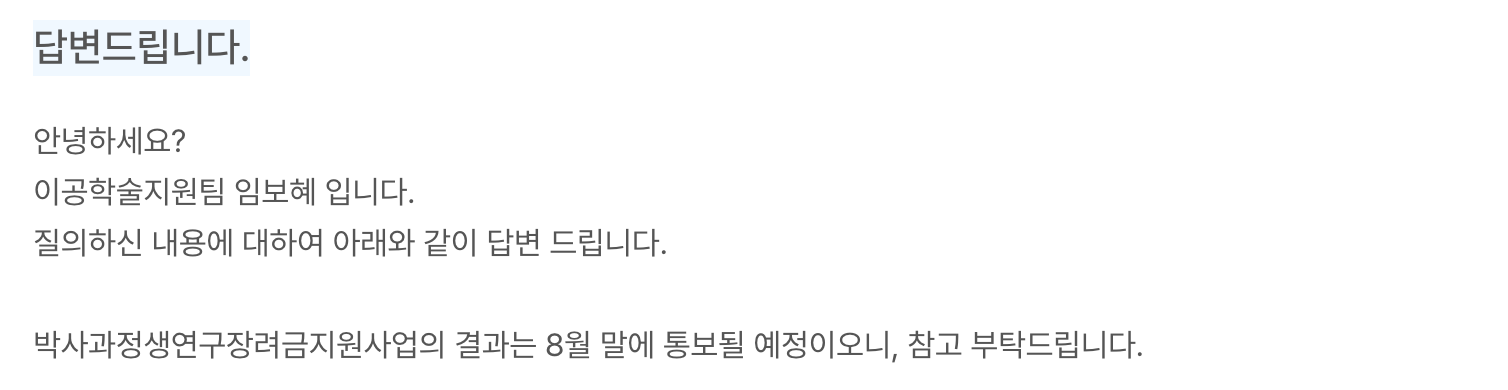 답변드립니다.
안녕하세요?
이공학술지원팀 임보혜 입니다.
질의하신 내용에 대하여 아래와 같이 답변 드립니다.
박사과정생연구장려금지원사업의 결과는 8월 말에 통보될 예정이오니, 참고 부탁드립니다.